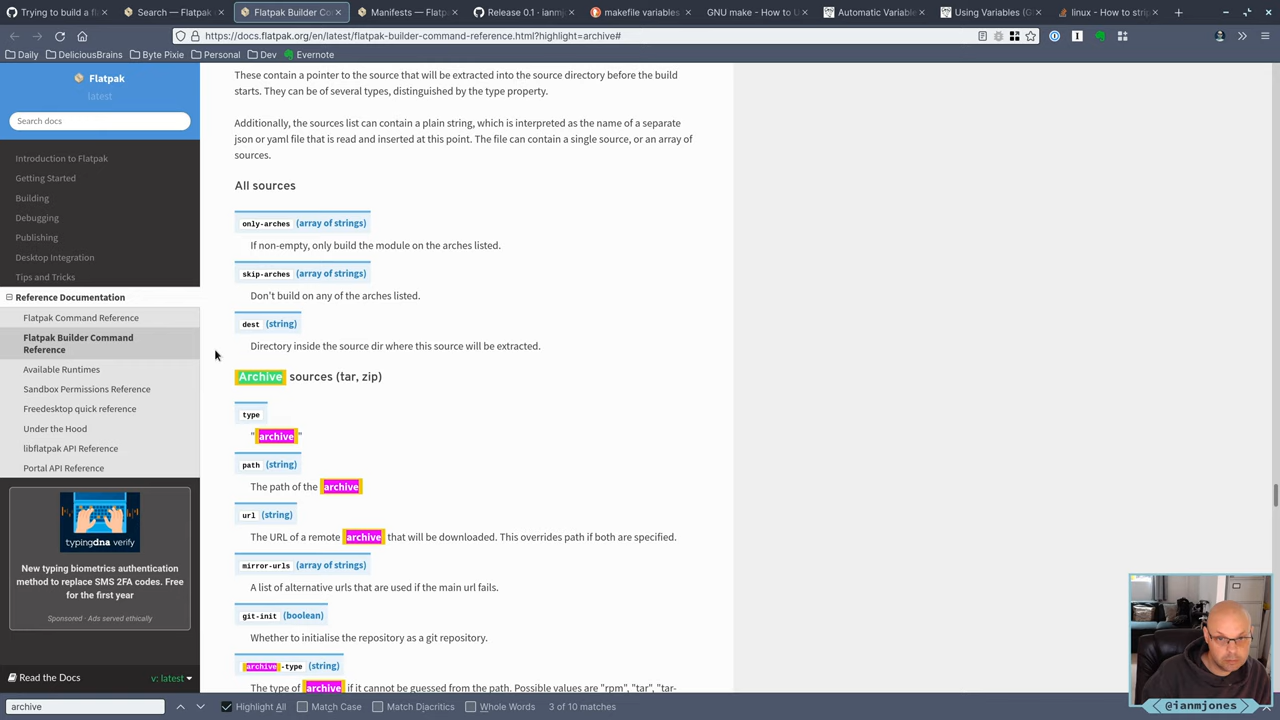 Trying to build a fl
Search — Flatpak
Flatpak Builder Com
Manifests — Flatp
Release 0.1 · ianmj
makefile variables
GNU make - How to U
Automatic Variab
Using Variables (G
linux - How to stri
https://docs.flatpak.org/en/latest/flatpak-builder-command-reference.html?highlight=archive#
Daily
DeliciousBrains
Byte Pixie
Personal
Dev
Evernote
Flatpak
latest
Search docs
Introduction to Flatpak
Getting Started
Building
Debugging
Publishing
Desktop Integration
Tips and Tricks
Reference Documentation
Flatpak Command Reference
Flatpak Builder Command
Reference
Available Runtimes
Sandbox Permissions Reference
Freedesktop quick reference
Under the Hood
libflatpak API Reference
Portal API Reference
typingdna verify
New typing biometrics authentication
method to replace SMS 2FA codes. Free
for the first year
Sponsored · Ads served ethically
Read the Docs
v: latest
These contain a pointer to the source that will be extracted into the source directory before the build
starts. They can be of several types, distinguished by the type property.
Additionally, the sources list can contain a plain string, which is interpreted as the name of a separate
json or yaml file that is read and inserted at this point. The file can contain a single source, or an array of
sources.
All sources
only-arches (array of strings)
If non-empty, only build the module on the arches listed.
skip-arches (array of strings)
Don't build on any of the arches listed.
dest (string)
Directory inside the source dir where this source will be extracted.
Archive sources (tar, zip)
type
"archive"
path (string)
The path of the archive
url (string)
The URL of a remote archive that will be downloaded. This overrides path if both are specified.
mirror-urls (array of strings)
A list of alternative urls that are used if the main url fails.
git-init (boolean)
Whether to initialise the repository as a git repository.
archive-type (string)
The type of archive if it cannot be guessed from the path. Possible values are "rpm", "tar", "tar-
@ianmjones
archive
Highlight All
Match Case
Match Diacritics
Whole Words
3 of 10 matches